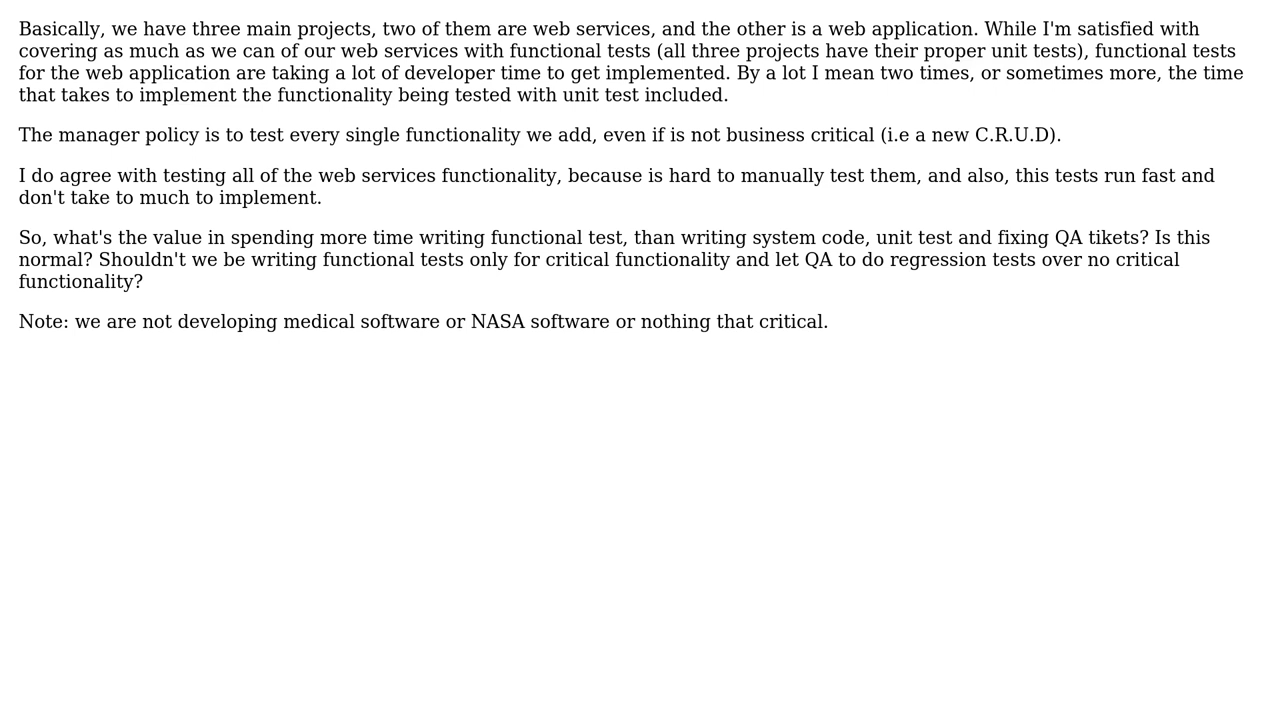 Basically, we have three main projects, two of them are web services, and the other is a web application. While I'm satisfied with
covering as much as we can of our web services with functional tests (all three projects have their proper unit tests), functional tests
for the web application are taking a lot of developer time to get implemented. By a lot I mean two times, or sometimes more, the time
that takes to implement the functionality being tested with unit test included.
The manager policy is to test every single functionality we add, even if is not business critical (i.e a new C.R.U.D).
I do agree with testing all of the web services functionality, because is hard to manually test them, and also, this tests run fast and
don't take to much to implement.
So, what's the value in spending more time writing functional test, than writing system code, unit test and fixing QA tikets? Is this
normal? Shouldn't we be writing functional tests only for critical functionality and let QA to do regression tests over no critical
functionality?
Note: we are not developing medical software or NASA software or nothing that critical.